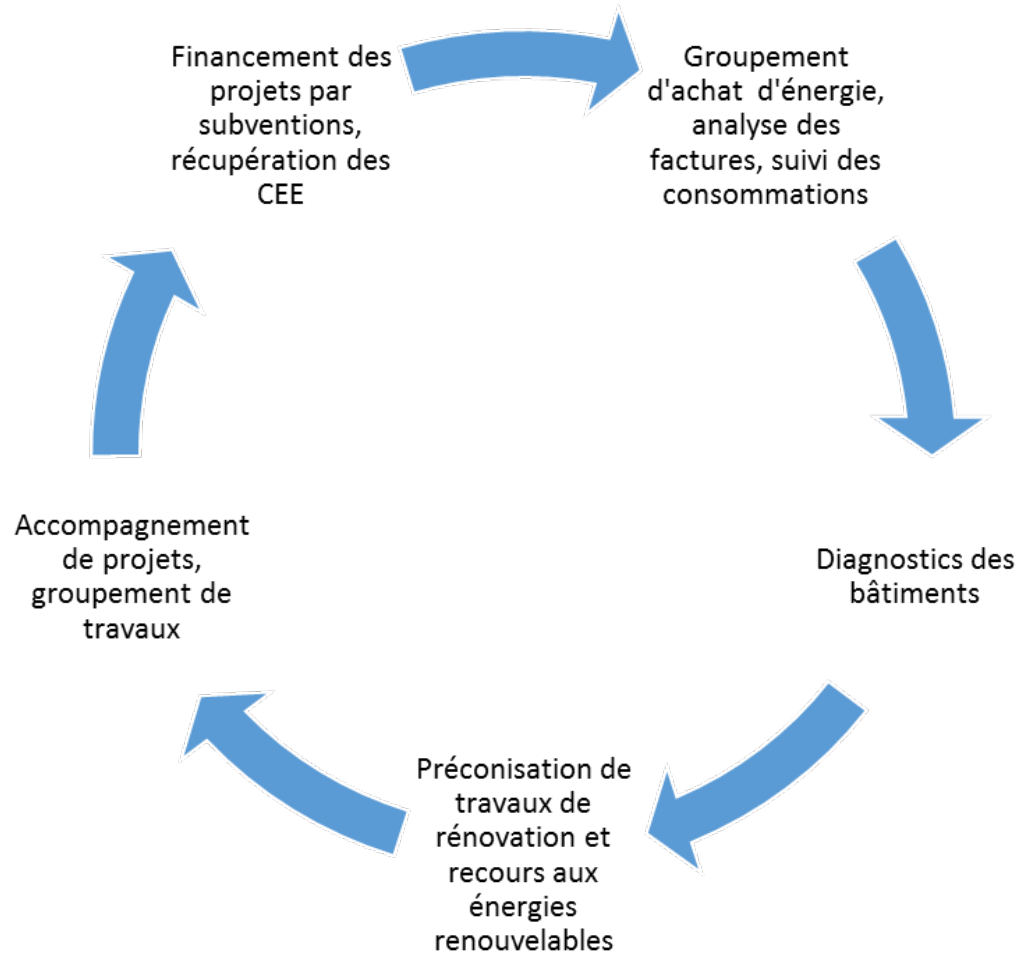 Financement des
projets par
subventions,
récupération des
CEE
Groupement
d'achat d'énergie,
analyse des
factures, suivi des
consommations
Diagnostics des
bâtiments
Préconisation de
travaux de
rénovation et
recours aux
énergies
renouvelables
Accompagnement
de projets,
groupement de
travaux